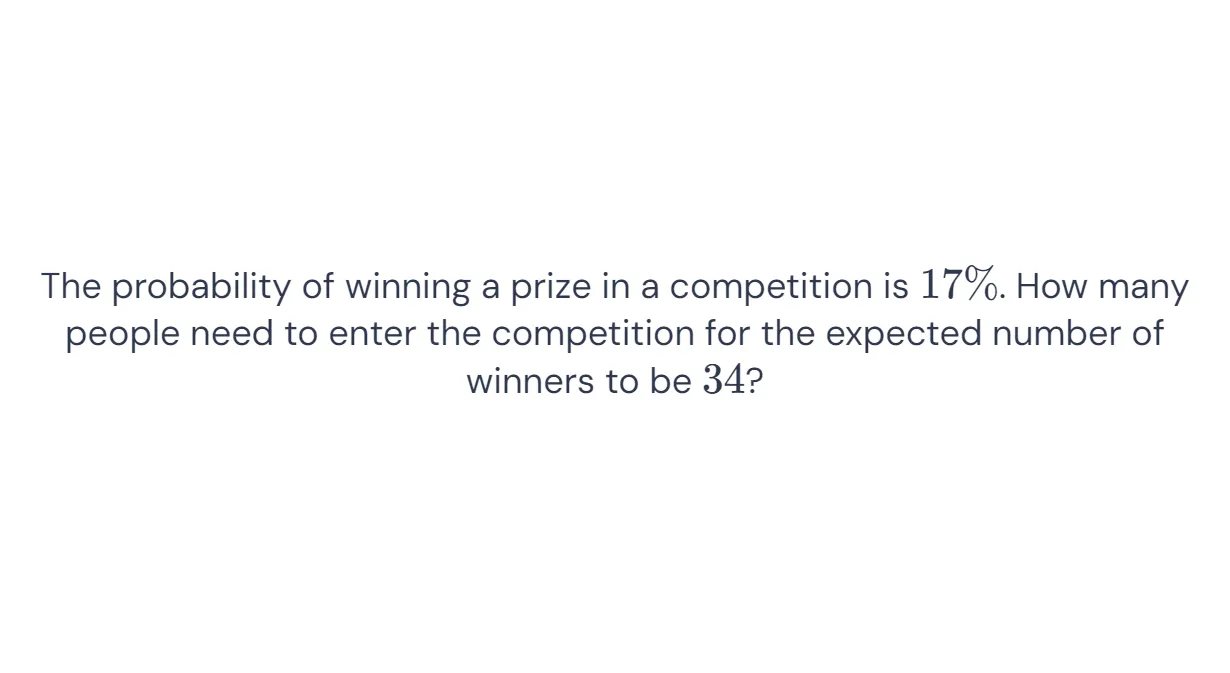 The probability of winning a prize in a competition is 17%. How many
people need to enter the competition for the expected number of
winners to be 34?